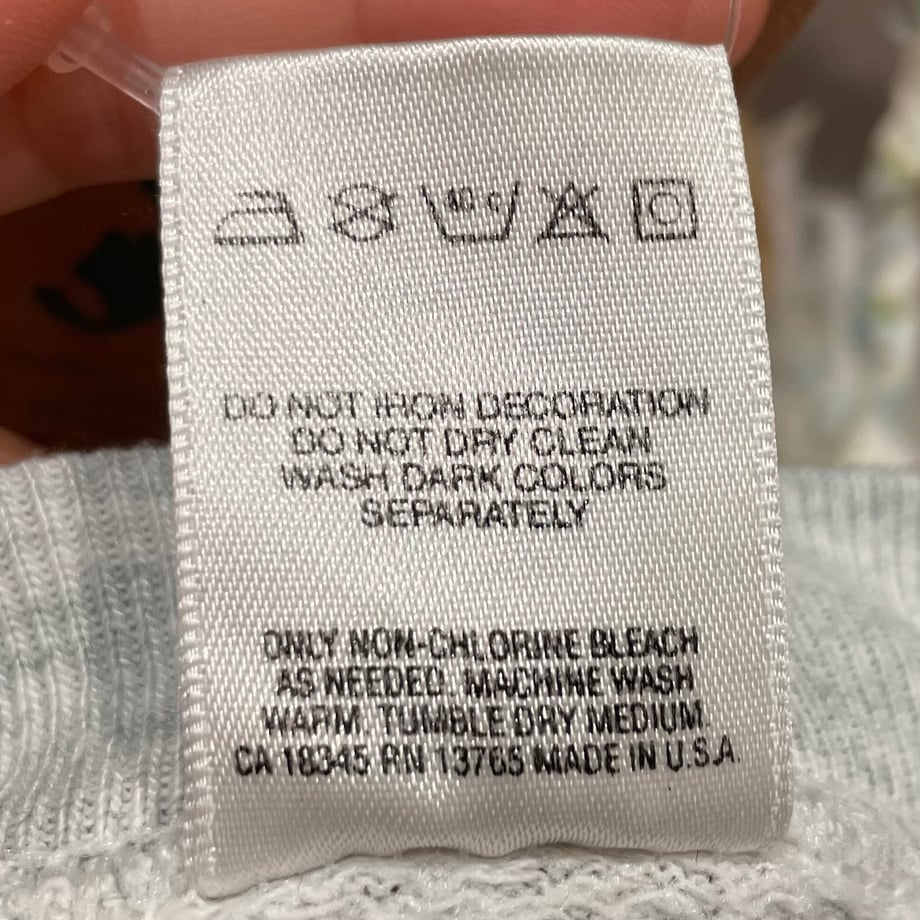 40 c
DO NOT IRON DECORATION
DO NOT DRY CLEAN
WASH DARK COLORS
SEPARATELY
ONLY NON-CHLORINE BLEACH
AS NEEDED. MACHINE WASH
WARM. TUMBLE DRY MEDIUM.
CA 18345 RN 13765 MADE IN U.S.A.